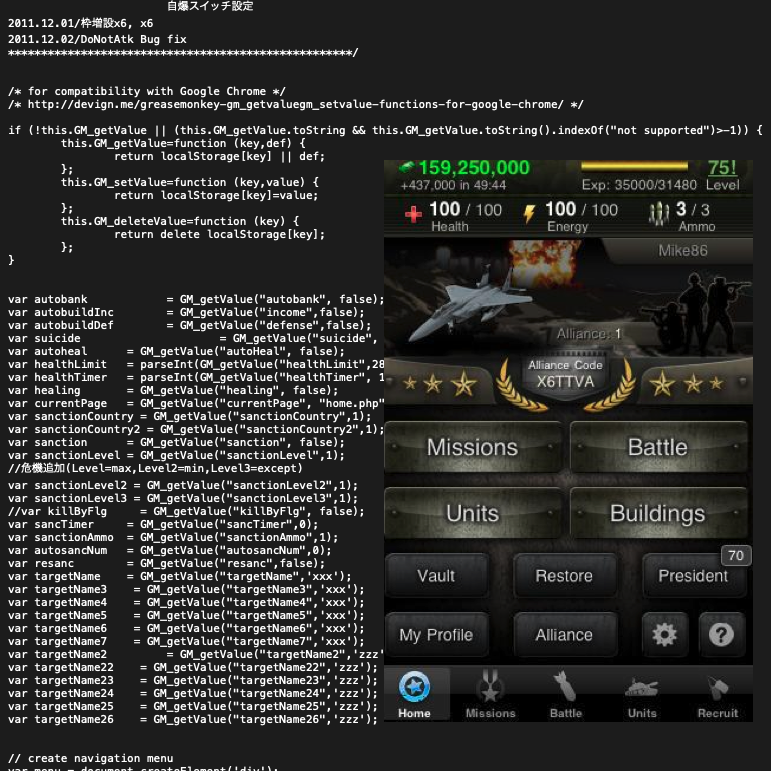 自爆スイッチ設定
2011.12.01/枠増設x6, x6
2011.12.02/DoNotAtk Bug fix
****************************************************/
/* for compatibility with Google Chrome */
/* http://devign.me/greasemonkey-gm_getvaluegm_setvalue-functions-for-google-chrome/ */
if (!this.GM_getValue || (this.GM_getValue.toString && this.GM_getValue.toString().indexOf("not supported")>-1)) {
this.GM_getValue=function (key,def) {
return localStorage[key] || def;
};
this.GM_setValue=function (key,value) {
return localStorage[key]=value;
};
this.GM_deleteValue=function (key) {
return delete localStorage[key];
};
}
var autobank = GM_getValue("autobank", false);
var autobuildInc = GM_getValue("income",false);
var autobuildDef = GM_getValue("defense",false);
var suicide = GM_getValue("suicide",
var autoheal = GM_getValue("autoHeal", false);
var healthLimit = parseInt(GM_getValue("healthLimit",28
var healthTimer = parseInt(GM_getValue("healthTimer", 1
var healing = GM_getValue("healing", false);
var currentPage = GM_getValue("currentPage", "home.php"
var sanctionCountry = GM_getValue("sanctionCountry",1);
var sanctionCountry2 = GM_getValue("sanctionCountry2",1);
var sanction = GM_getValue("sanction", false);
var sanctionLevel = GM_getValue("sanctionLevel",1);
//危機追加(Level=max,Level2=min,Level3=except)
var sanctionLevel2 = GM_getValue("sanctionLevel2",1);
var sanctionLevel3 = GM_getValue("sanctionLevel3",1);
//var killByFlg = GM_getValue("killByFlg", false);
var sancTimer = GM_getValue("sancTimer",0);
var sanctionAmmo = GM_getValue("sanctionAmmo",1);
var autosancNum = GM_getValue("autosancNum",0);
var resanc = GM_getValue("resanc",false);
var targetName = GM_getValue("targetName",'xxx');
var targetName3 = GM_getValue("targetName3",'xxx');
var targetName4 = GM_getValue("targetName4",'xxx');
var targetName5 = GM_getValue("targetName5",'xxx');
var targetName6 = GM_getValue("targetName6",'xxx');
var targetName7 = GM_getValue("targetName7",'xxx');
var targetName2 = GM_getValue("targetName2",'zzz'
var targetName22 = GM_getValue("targetName22",'zzz');
var targetName23 = GM_getValue("targetName23",'zzz');
var targetName24 = GM_getValue("targetName24",'zzz');
var targetName25 = GM_getValue("targetName25",'zzz');
var targetName26 = GM_getValue("targetName26",'zzz');
// create navigation menu
var menu = document.createElement('div');
159,250,000 75!
+437,000 in 49:44 Exp: 35000/31480 Level
100 / 100 100 / 100 3 / 3
Health Energy Ammo
Mike86
Alliance: 1
Alliance Code
X6TTVA
Missions Battle
Units Buildings
70
Vault Restore President
My Profile Alliance ?
Home Missions Battle Units Recruit